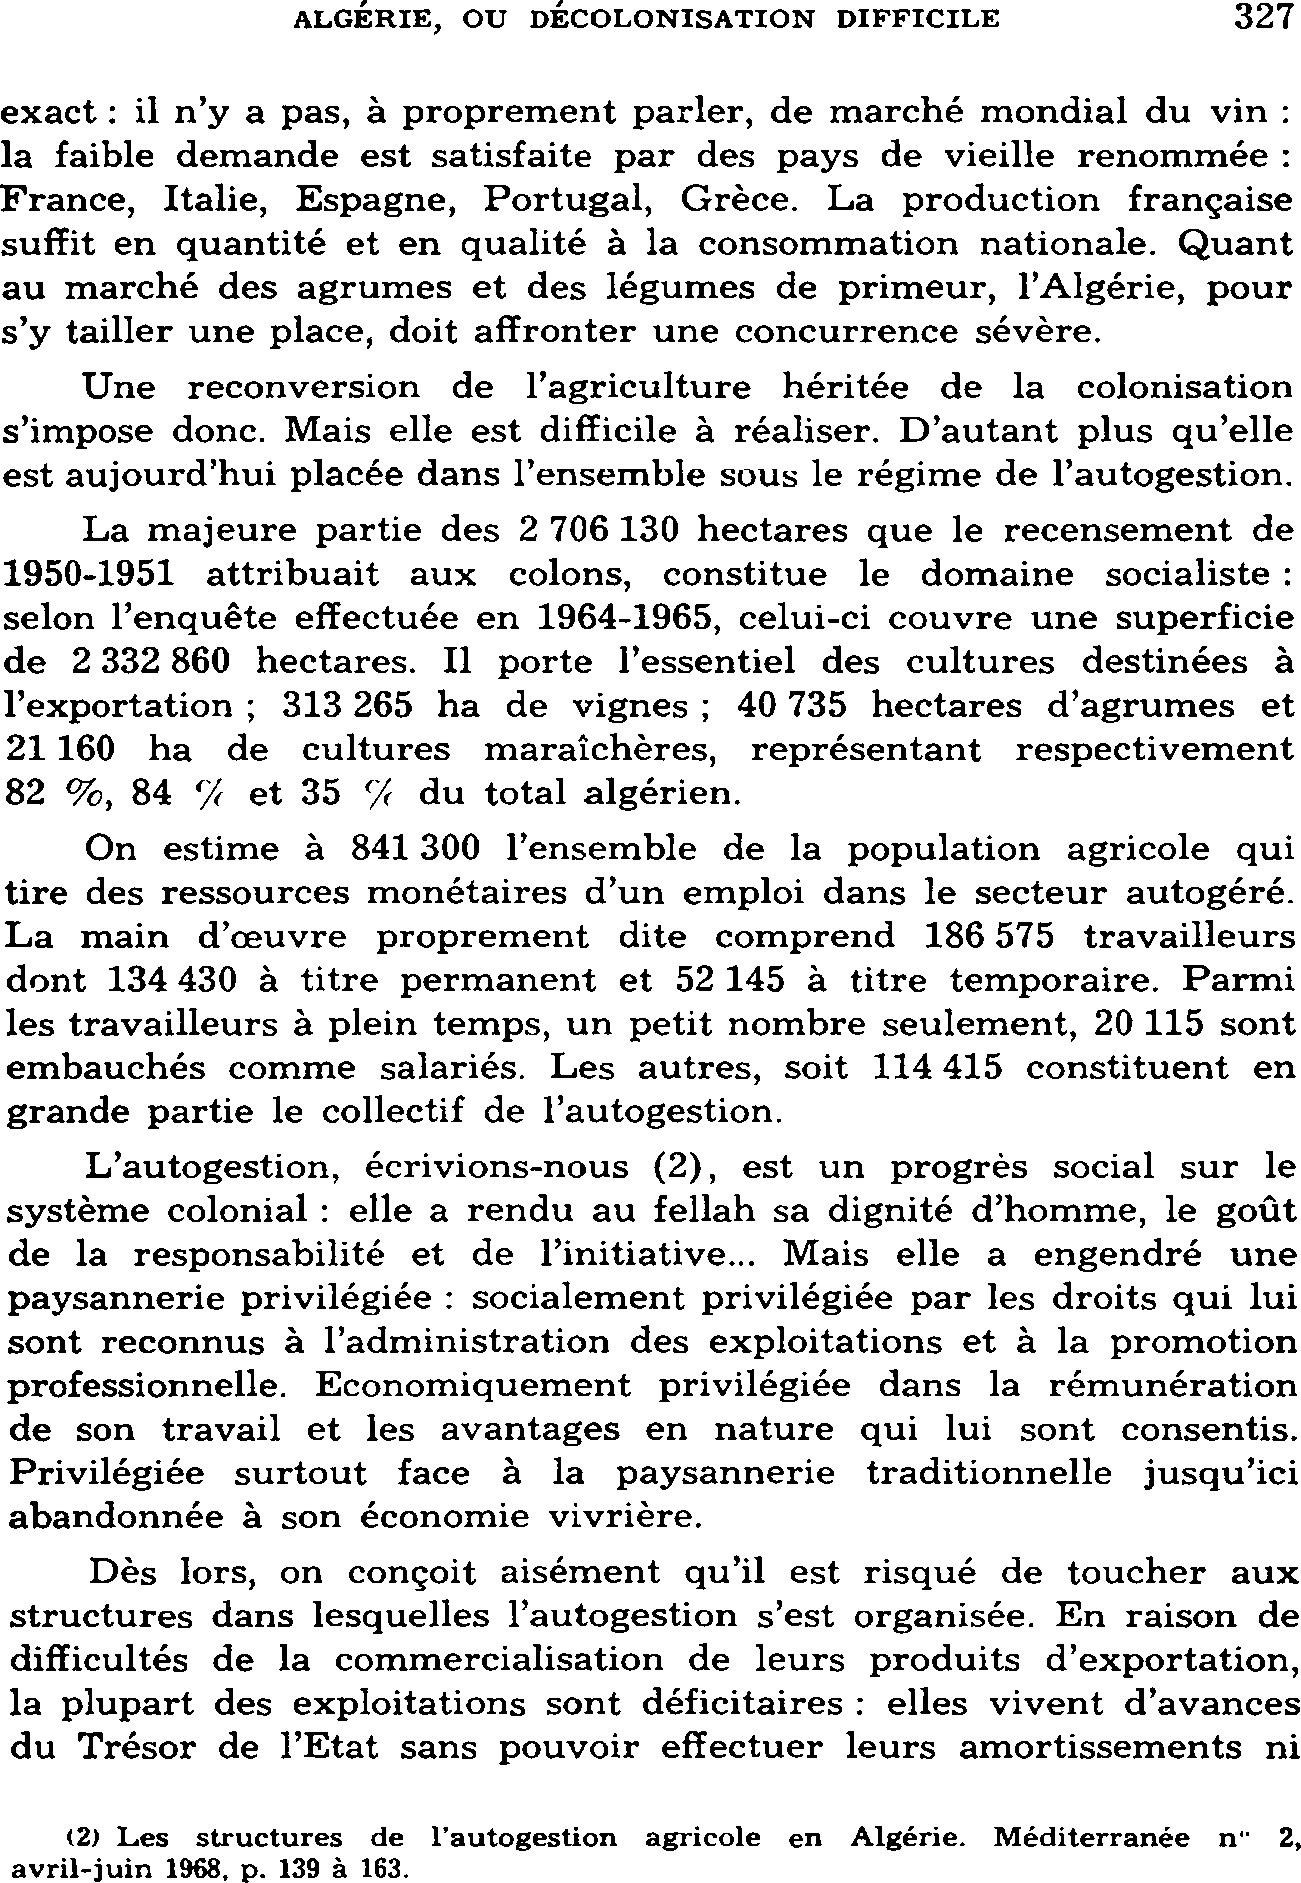 ALGÉRIE, OU DÉCOLONISATION DIFFICILE 327
exact : il n'y a pas, à proprement parler, de marché mondial du vin :
la faible demande est satisfaite par des pays de vieille renommée :
France, Italie, Espagne, Portugal, Grèce. La production française
suffit en quantité et en qualité à la consommation nationale. Quant
au marché des agrumes et des légumes de primeur, l'Algérie, pour
s'y tailler une place, doit affronter une concurrence sévère.
Une reconversion de l'agriculture héritée de la colonisation
s'impose donc. Mais elle est difficile à réaliser. D'autant plus qu'elle
est aujourd'hui placée dans l'ensemble sous le régime de l'autogestion.
La majeure partie des 2 706 130 hectares que le recensement de
1950-1951 attribuait aux colons, constitue le domaine socialiste :
selon l'enquête effectuée en 1964-1965, celui-ci couvre une superficie
de 2 332 860 hectares. Il porte l'essentiel des cultures destinées à
l'exportation ; 313 265 ha de vignes ; 40 735 hectares d'agrumes et
21 160 ha de cultures maraîchères, représentant respectivement
82 %, 84 % et 35 % du total algérien.
On estime à 841 300 l'ensemble de la population agricole qui
tire des ressources monétaires d'un emploi dans le secteur autogéré.
La main d'œuvre proprement dite comprend 186 575 travailleurs
dont 134 430 à titre permanent et 52 145 à titre temporaire. Parmi
les travailleurs à plein temps, un petit nombre seulement, 20 115 sont
embauchés comme salariés. Les autres, soit 114 415 constituent en
grande partie le collectif de l'autogestion.
L'autogestion, écrivions-nous (2), est un progrès social sur le
système colonial : elle a rendu au fellah sa dignité d'homme, le goût
de la responsabilité et de l'initiative... Mais elle a engendré une
paysannerie privilégiée : socialement privilégiée par les droits qui lui
sont reconnus à l'administration des exploitations et à la promotion
professionnelle. Economiquement privilégiée dans la rémunération
de son travail et les avantages en nature qui lui sont consentis.
Privilégiée surtout face à la paysannerie traditionnelle jusqu'ici
abandonnée à son économie vivrière.
Dès lors, on conçoit aisément qu'il est risqué de toucher aux
structures dans lesquelles l'autogestion s'est organisée. En raison de
difficultés de la commercialisation de leurs produits d'exportation,
la plupart des exploitations sont déficitaires : elles vivent d'avances
du Trésor de l'Etat sans pouvoir effectuer leurs amortissements ni
(2) Les structures de l'autogestion agricole en Algérie. Méditerranée n° 2,
avril-juin 1968, p. 139 à 163.